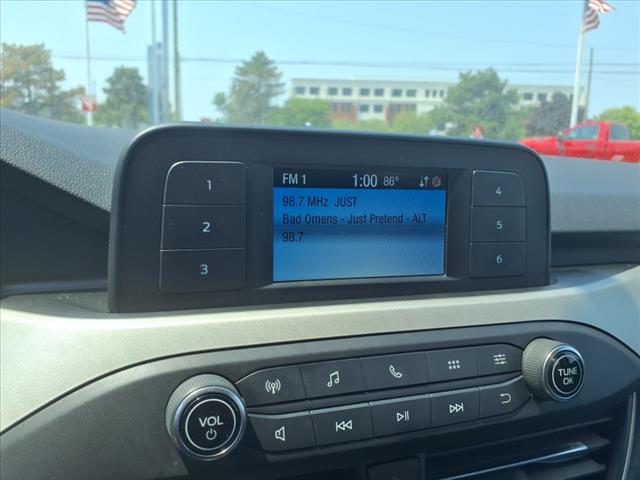 FM 1 1:00 86°
98.7 MHz JUST
Bad Omens - Just Pretend - ALT
98.7
1
2
3
4
5
6
VOL
TUNE
OK